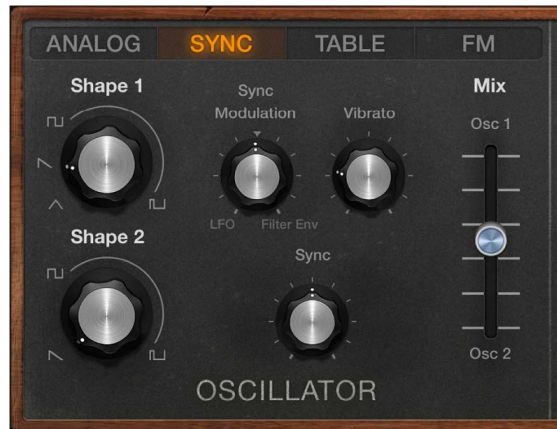 ANALOG SYNC TABLE FM
Shape 1
Sync
Modulation
Vibrato
Mix
Osc 1
LFO Filter Env
Shape 2
Sync
Osc 2
OSCILLATOR